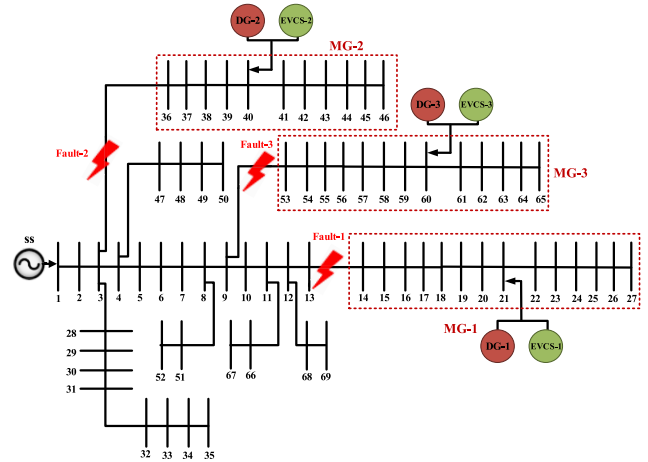 DG-2 EVCS-2
MG-2
36 37 38 39 40 41 42 43 44 45 46
DG-3 EVCS-3
Fault-2
Fault-3
MG-3
47 48 49 50
53 54 55 56 57 58 59 60 61 62 63 64 65
Fault-1
ss
1 2 3 4 5 6 7 8 9 10 11 12 13
14 15 16 17 18 19 20 21 22 23 24 25 26 27
MG-1
28
29
30
31
DG-1 EVCS-1
52 51 67 66 68 69
32 33 34 35